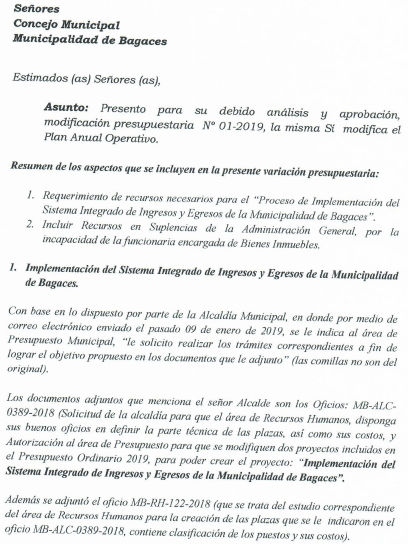 Señores
Concejo Municipal
Municipalidad de Bagaces
Estimados (as) Señores (as),
Asunto: Presento para su debido análisis y aprobación,
modificación presupuestaria N° 01-2019, la misma Sí modifica el
Plan Anual Operativo.
Resumen de los aspectos que se incluyen en la presente variación presupuestaria:
1. Requerimiento de recursos necesarios para el "Proceso de Implementación del
Sistema Integrado de Ingresos y Egresos de la Municipalidad de Bagaces".
2. Incluir Recursos en Suplencias de la Administración General, por la
incapacidad de la funcionaria encargada de Bienes Inmuebles.
1. Implementación del Sistema Integrado de Ingresos y Egresos de la Municipalidad
de Bagaces.
Con base en lo dispuesto por parte de la Alcaldía Municipal, en donde por medio de
correo electrónico enviado el pasado 09 de enero de 2019, se le indica al área de
Presupuesto Municipal, "le solicito realizar los trámites correspondientes a fin de
lograr el objetivo propuesto en los documentos que le adjunto" (las comillas no son del
original).
Los documentos adjuntos que menciona el señor Alcalde son los Oficios: MB-ALC-
0389-2018 (Solicitud de la alcaldía para que el área de Recursos Humanos, disponga
sus buenos oficios en definir la parte técnica de las plazas, así como sus costos, y
Autorización al área de Presupuesto para que se modifiquen dos proyectos incluidos en
el Presupuesto Ordinario 2019, para poder crear el proyecto: "Implementación del
Sistema Integrado de Ingresos y Egresos de la Municipalidad de Bagaces".
Además se adjuntó el oficio MB-RH-122-2018 (que se trata del estudio correspondiente
del área de Recursos Humanos para la creación de las plazas que se le indicaron en el
oficio MB-ALC-0389-2018, contiene clasificación de los puestos y sus costos).